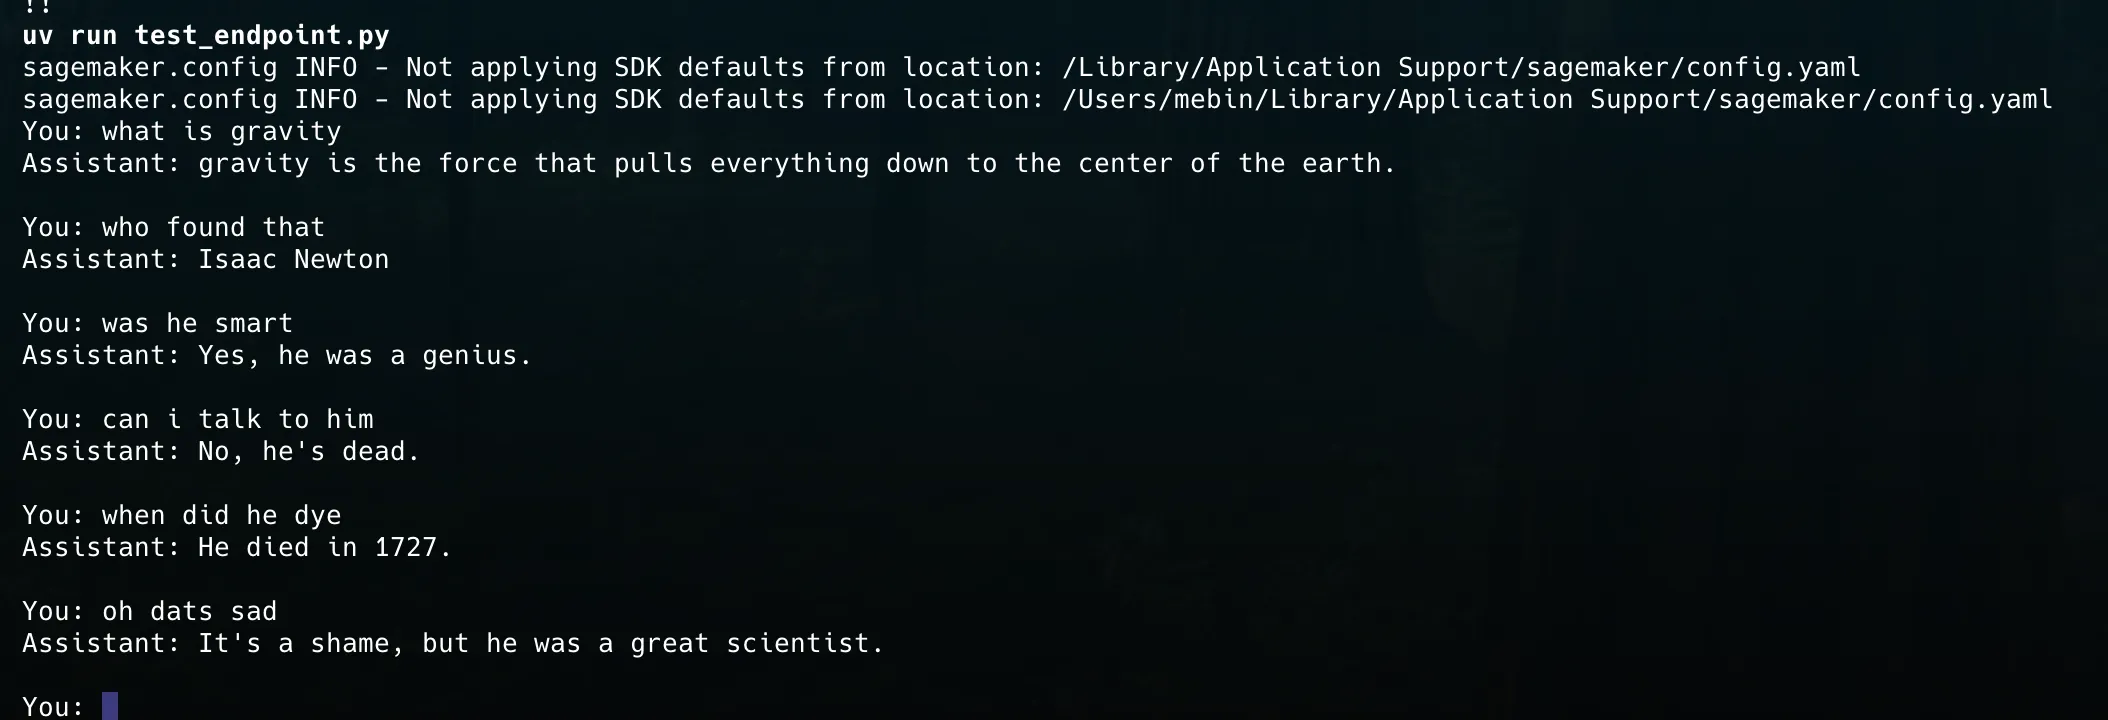 !!
uv run test_endpoint.py
sagemaker.config INFO - Not applying SDK defaults from location: /Library/Application Support/sagemaker/config.yaml
sagemaker.config INFO - Not applying SDK defaults from location: /Users/mebin/Library/Application Support/sagemaker/config.yaml
You: what is gravity
Assistant: gravity is the force that pulls everything down to the center of the earth.
You: who found that
Assistant: Isaac Newton
You: was he smart
Assistant: Yes, he was a genius.
You: can i talk to him
Assistant: No, he's dead.
You: when did he dye
Assistant: He died in 1727.
You: oh dats sad
Assistant: It's a shame, but he was a great scientist.
You: